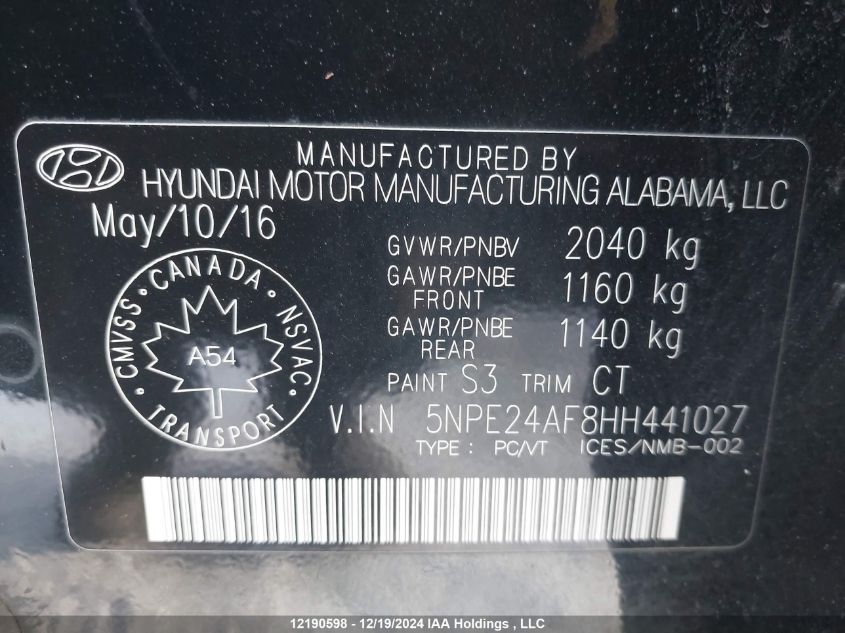 MANUFACTURED BY
HYUNDAI MOTOR MANUFACTURING ALABAMA, LLC
May/10/16
GVWR/PNBV 2040 kg
GAWR/PNBE FRONT 1160 kg
GAWR/PNBE REAR 1140 kg
PAINT S3 TRIM CT
V.I.N 5NPE24AF8HH441027
TYPE : PC/VT ICES/NMB-002
CMVSS · CANADA · NSVAC · TRANSPORT ·
A54
12190598 - 12/19/2024 IAA Holdings , LLC